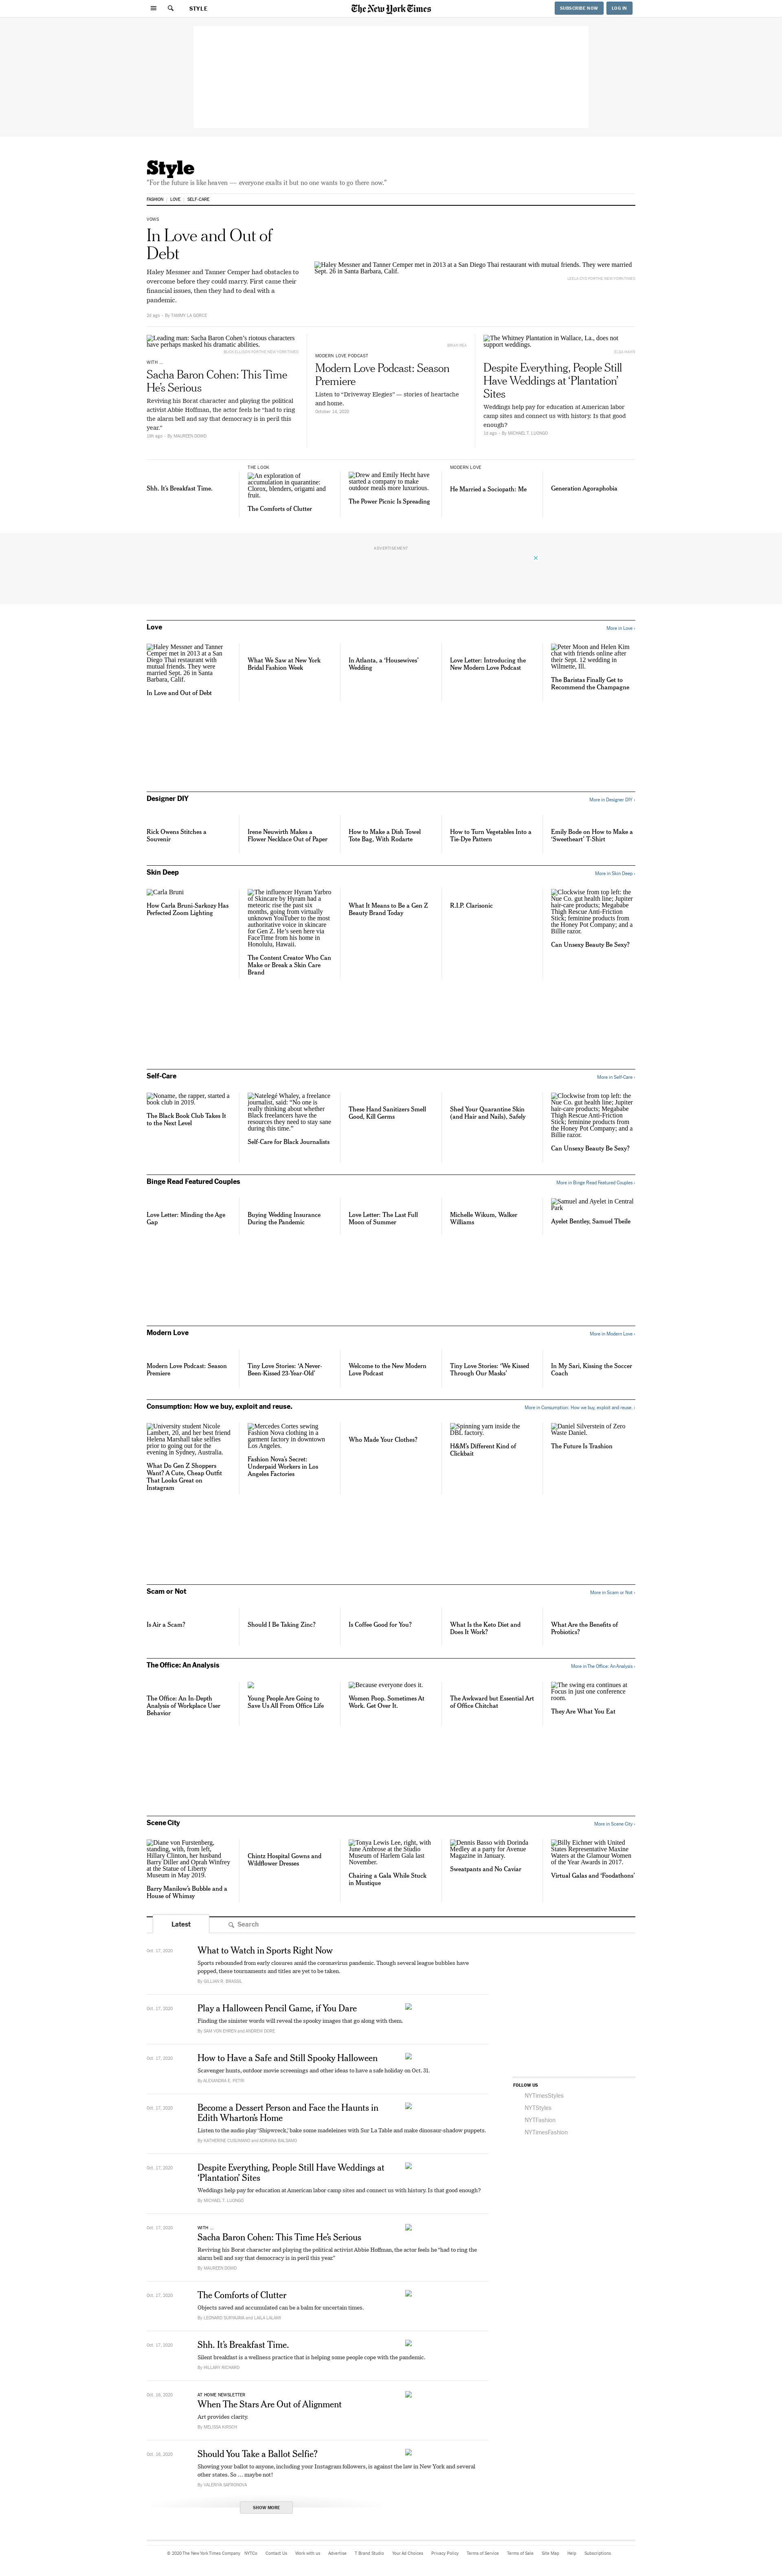 STYLE
The New York Times
SUBSCRIBE NOW
LOG IN
Style
"For the future is like heaven — everyone exalts it but no one wants to go there now."
FASHION
LOVE
SELF-CARE
VOWS
In Love and Out of
Debt
Haley Messner and Tanner Cemper had obstacles to
overcome before they could marry. First came their
financial issues, then they had to deal with a
pandemic.
2d ago
By TAMMY LA GORCE
Haley Messner and Tanner Cemper met in 2013 at a San Diego Thai restaurant with mutual friends. They were married
Sept. 26 in Santa Barbara, Calif.
Leading man: Sacha Baron Cohen's riotous characters
have perhaps masked his dramatic abilities.
WITH ...
Sacha Baron Cohen: This Time
He's Serious
Reviving his Borat character and playing the political
activist Abbie Hoffman, the actor feels he "had to ring
the alarm bell and say that democracy is in peril this
year."
18h ago
By MAUREEN DOWD
BRIAN REA
MODERN LOVE PODCAST
Modern Love Podcast: Season
Premiere
Listen to "Driveway Elegies" — stories of heartache
and home.
October 14, 2020
The Whitney Plantation in Wallace, La., does not
support weddings.
Despite Everything, People Still
Have Weddings at 'Plantation'
Sites
Weddings help pay for education at American labor
camp sites and connect us with history. Is that good
enough?
1d ago
By MICHAEL T. LUONGO
Shh. It's Breakfast Time.
THE LOOK
An exploration of
accumulation in quarantine:
Clorox, blenders, origami and
fruit.
The Comforts of Clutter
Drew and Emily Hecht have
started a company to make
outdoor meals more luxurious.
The Power Picnic Is Spreading
MODERN LOVE
He Married a Sociopath: Me
Generation Agoraphobia
ADVERTISEMENT
Love
More in Love ›
Haley Messner and Tanner
Cemper met in 2013 at a San
Diego Thai restaurant with
mutual friends. They were
married Sept. 26 in Santa
Barbara, Calif.
In Love and Out of Debt
What We Saw at New York
Bridal Fashion Week
In Atlanta, a 'Housewives'
Wedding
Love Letter: Introducing the
New Modern Love Podcast
Peter Moon and Helen Kim
chat with friends online after
their Sept. 12 wedding in
Wilmette, Ill.
The Baristas Finally Get to
Recommend the Champagne
Designer DIY
More in Designer DIY ›
Rick Owens Stitches a
Souvenir
Irene Neuwirth Makes a
Flower Necklace Out of Paper
How to Make a Dish Towel
Tote Bag, With Rodarte
How to Turn Vegetables Into a
Tie-Dye Pattern
Emily Bode on How to Make a
'Sweetheart' T-Shirt
Skin Deep
More in Skin Deep ›
Carla Bruni
How Carla Bruni-Sarkozy Has
Perfected Zoom Lighting
The influencer Hyram Yarbro
of Skincare by Hyram had a
meteoric rise the past six
months, going from virtually
unknown YouTuber to the most
authoritative voice in skincare
for Gen Z. He's seen here via
FaceTime from his home in
Honolulu, Hawaii.
The Content Creator Who Can
Make or Break a Skin Care
Brand
What It Means to Be a Gen Z
Beauty Brand Today
R.I.P. Clarisonic
Clockwise from top left: the
Nue Co. gut health line; Jupiter
hair-care products; Megababe
Thigh Rescue Anti-Friction
Stick; feminine products from
the Honey Pot Company; and a
Billie razor.
Can Unsexy Beauty Be Sexy?
Self-Care
More in Self-Care ›
Noname, the rapper, started a
book club in 2019.
The Black Book Club Takes It
to the Next Level
Natelegé Whaley, a freelance
journalist, said: "No one is
really thinking about whether
Black freelancers have the
resources they need to stay sane
during this time."
Self-Care for Black Journalists
These Hand Sanitizers Smell
Good, Kill Germs
Shed Your Quarantine Skin
(and Hair and Nails), Safely
Clockwise from top left: the
Nue Co. gut health line; Jupiter
hair-care products; Megababe
Thigh Rescue Anti-Friction
Stick; feminine products from
the Honey Pot Company; and a
Billie razor.
Can Unsexy Beauty Be Sexy?
Binge Read Featured Couples
More in Binge Read Featured Couples ›
Love Letter: Minding the Age
Gap
Buying Wedding Insurance
During the Pandemic
Love Letter: The Last Full
Moon of Summer
Michelle Wikum, Walker
Williams
Samuel and Ayelet in Central
Park
Ayelet Bentley, Samuel Tbeile
Modern Love
More in Modern Love ›
Modern Love Podcast: Season
Premiere
Tiny Love Stories: 'A Never-
Been-Kissed 23-Year-Old'
Welcome to the New Modern
Love Podcast
Tiny Love Stories: 'We Kissed
Through Our Masks'
In My Sari, Kissing the Soccer
Coach
Consumption: How we buy, exploit and reuse.
More in Consumption: How we buy, exploit and reuse. ›
University student Nicole
Lambert, 20, and her best friend
Helena Marshall take selfies
prior to going out for the
evening in Sydney, Australia.
What Do Gen Z Shoppers
Want? A Cute, Cheap Outfit
That Looks Great on
Instagram
Mercedes Cortes sewing
Fashion Nova clothing in a
garment factory in downtown
Los Angeles.
Fashion Nova's Secret:
Underpaid Workers in Los
Angeles Factories
Who Made Your Clothes?
Spinning yarn inside the
DBL factory.
H&M's Different Kind of
Clickbait
Daniel Silverstein of Zero
Waste Daniel.
The Future Is Trashion
Scam or Not
More in Scam or Not ›
Is Air a Scam?
Should I Be Taking Zinc?
Is Coffee Good for You?
What Is the Keto Diet and
Does It Work?
What Are the Benefits of
Probiotics?
The Office: An Analysis
More in The Office: An Analysis ›
The Office: An In-Depth
Analysis of Workplace User
Behavior
Young People Are Going to
Save Us All From Office Life
Because everyone does it.
Women Poop. Sometimes At
Work. Get Over It.
The Awkward but Essential Art
of Office Chitchat
The swing era continues at
Focus in just one conference
room.
They Are What You Eat
Scene City
More in Scene City ›
Diane von Furstenberg,
standing, with, from left,
Hillary Clinton, her husband
Barry Diller and Oprah Winfrey
at the Statue of Liberty
Museum in May 2019.
Barry Manilow's Bubble and a
House of Whimsy
Chintz Hospital Gowns and
Wildflower Dresses
Tonya Lewis Lee, right, with
June Ambrose at the Studio
Museum of Harlem Gala last
November.
Chairing a Gala While Stuck
in Mustique
Dennis Basso with Dorinda
Medley at a party for Avenue
Magazine in January.
Sweatpants and No Caviar
Billy Eichner with United
States Representative Maxine
Waters at the Glamour Women
of the Year Awards in 2017.
Virtual Galas and 'Foodathons'
Latest
Search
Oct. 17, 2020
What to Watch in Sports Right Now
Sports rebounded from early closures amid the coronavirus pandemic. Though several league bubbles have
popped, these tournaments and titles are yet to be taken.
By GILLIAN R. BRASSIL
Oct. 17, 2020
Play a Halloween Pencil Game, if You Dare
Finding the sinister words will reveal the spooky images that go along with them.
By SAM VON EHREN and ANDREW DORE
Oct. 17, 2020
How to Have a Safe and Still Spooky Halloween
Scavenger hunts, outdoor movie screenings and other ideas to have a safe holiday on Oct. 31.
By ALEXANDRA E. PETRI
Oct. 17, 2020
Become a Dessert Person and Face the Haunts in
Edith Wharton's Home
Listen to the audio play 'Shipwreck,' bake some madeleines with Sur La Table and make dinosaur-shadow puppets.
By KATHERINE CUSUMANO and ADRIANA BALSAMO
Oct. 17, 2020
Despite Everything, People Still Have Weddings at
'Plantation' Sites
Weddings help pay for education at American labor camp sites and connect us with history. Is that good enough?
By MICHAEL T. LUONGO
Oct. 17, 2020
WITH ...
Sacha Baron Cohen: This Time He's Serious
Reviving his Borat character and playing the political activist Abbie Hoffman, the actor feels he "had to ring the
alarm bell and say that democracy is in peril this year."
By MAUREEN DOWD
Oct. 17, 2020
The Comforts of Clutter
Objects saved and accumulated can be a balm for uncertain times.
By LEONARD SURYAJAYA and LAILA LALAMI
Oct. 17, 2020
Shh. It's Breakfast Time.
Silent breakfast is a wellness practice that is helping some people cope with the pandemic.
By HILLARY RICHARD
Oct. 16, 2020
AT HOME NEWSLETTER
When The Stars Are Out of Alignment
Art provides clarity.
By MELISSA KIRSCH
Oct. 16, 2020
Should You Take a Ballot Selfie?
Showing your ballot to anyone, including your Instagram followers, is against the law in New York and several
other states. So … maybe not!
By VALERIYA SAFRONOVA
SHOW MORE
FOLLOW US
NYTimesStyles
NYTStyles
NYTFashion
NYTimesFashion
© 2020 The New York Times Company
NYTCo
Contact Us
Work with us
Advertise
T Brand Studio
Your Ad Choices
Privacy Policy
Terms of Service
Terms of Sale
Site Map
Help
Subscriptions